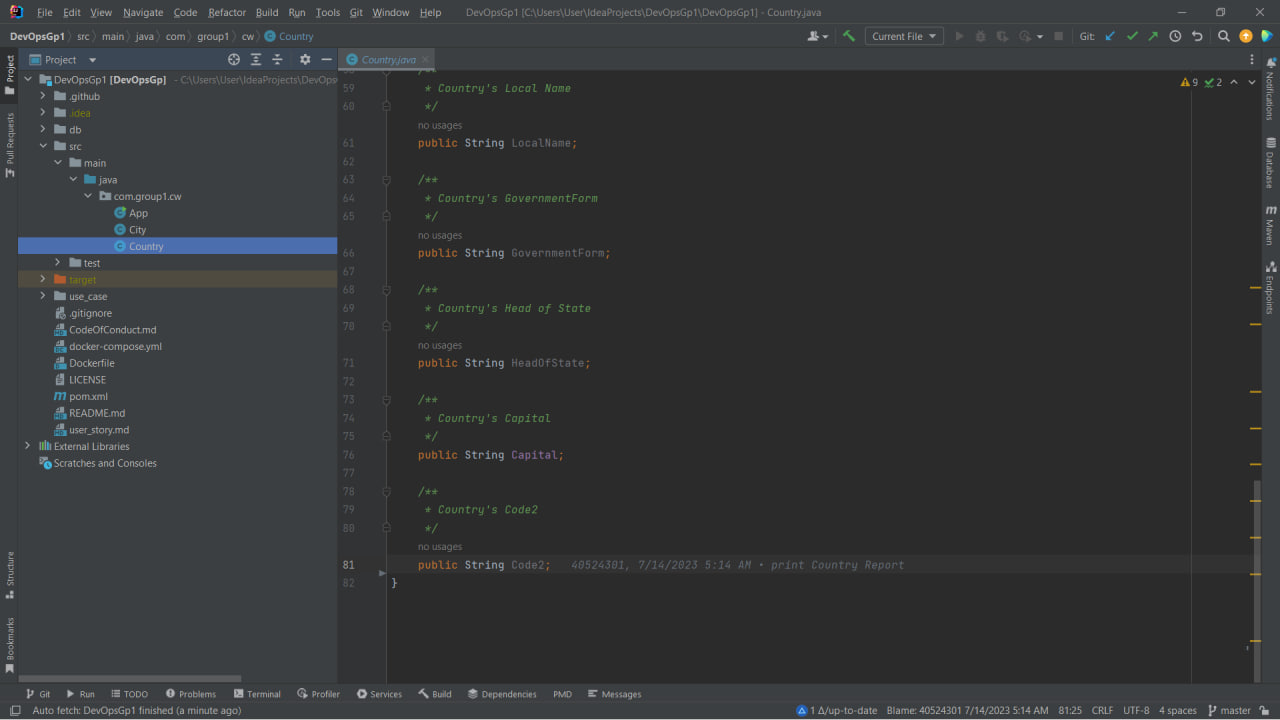 File Edit View Navigate Code Refactor Build Run Tools Git Window Help DevOpsGp1 [C:\Users\User\IdeaProjects\DevOpsGp1\DevOpsGp1] - Country.java
DevOpsGp1 src main java com group1 cw Country Current File Git:
Project Project Country.java
DevOpsGp1 [DevOpsGp] - C:\Users\User\IdeaProjects\DevOps
.github
.idea
db
src
main
java
com.group1.cw
App
City
Country
test
target
use_case
.gitignore
CodeOfConduct.md
docker-compose.yml
Dockerfile
LICENSE
pom.xml
README.md
user_story.md
External Libraries
Scratches and Consoles
Pull Requests
Structure
Bookmarks
9 2
/**
59 * Country's Local Name
60 */
no usages
61 public String LocalName;
62
63 /**
64 * Country's GovernmentForm
65 */
no usages
66 public String GovernmentForm;
67
68 /**
69 * Country's Head of State
70 */
no usages
71 public String HeadOfState;
72
73 /**
74 * Country's Capital
75 */
76 public String Capital;
77
78 /**
79 * Country's Code2
80 */
no usages
81 public String Code2; 40524301, 7/14/2023 5:14 AM • print Country Report
82 }
Notifications
Database
Maven
Endpoints
Git Run TODO Problems Terminal Profiler Services Build Dependencies PMD Messages
Auto fetch: DevOpsGp1 finished (a minute ago) 1 Δ/up-to-date Blame: 40524301 7/14/2023 5:14 AM 81:25 CRLF UTF-8 4 spaces master